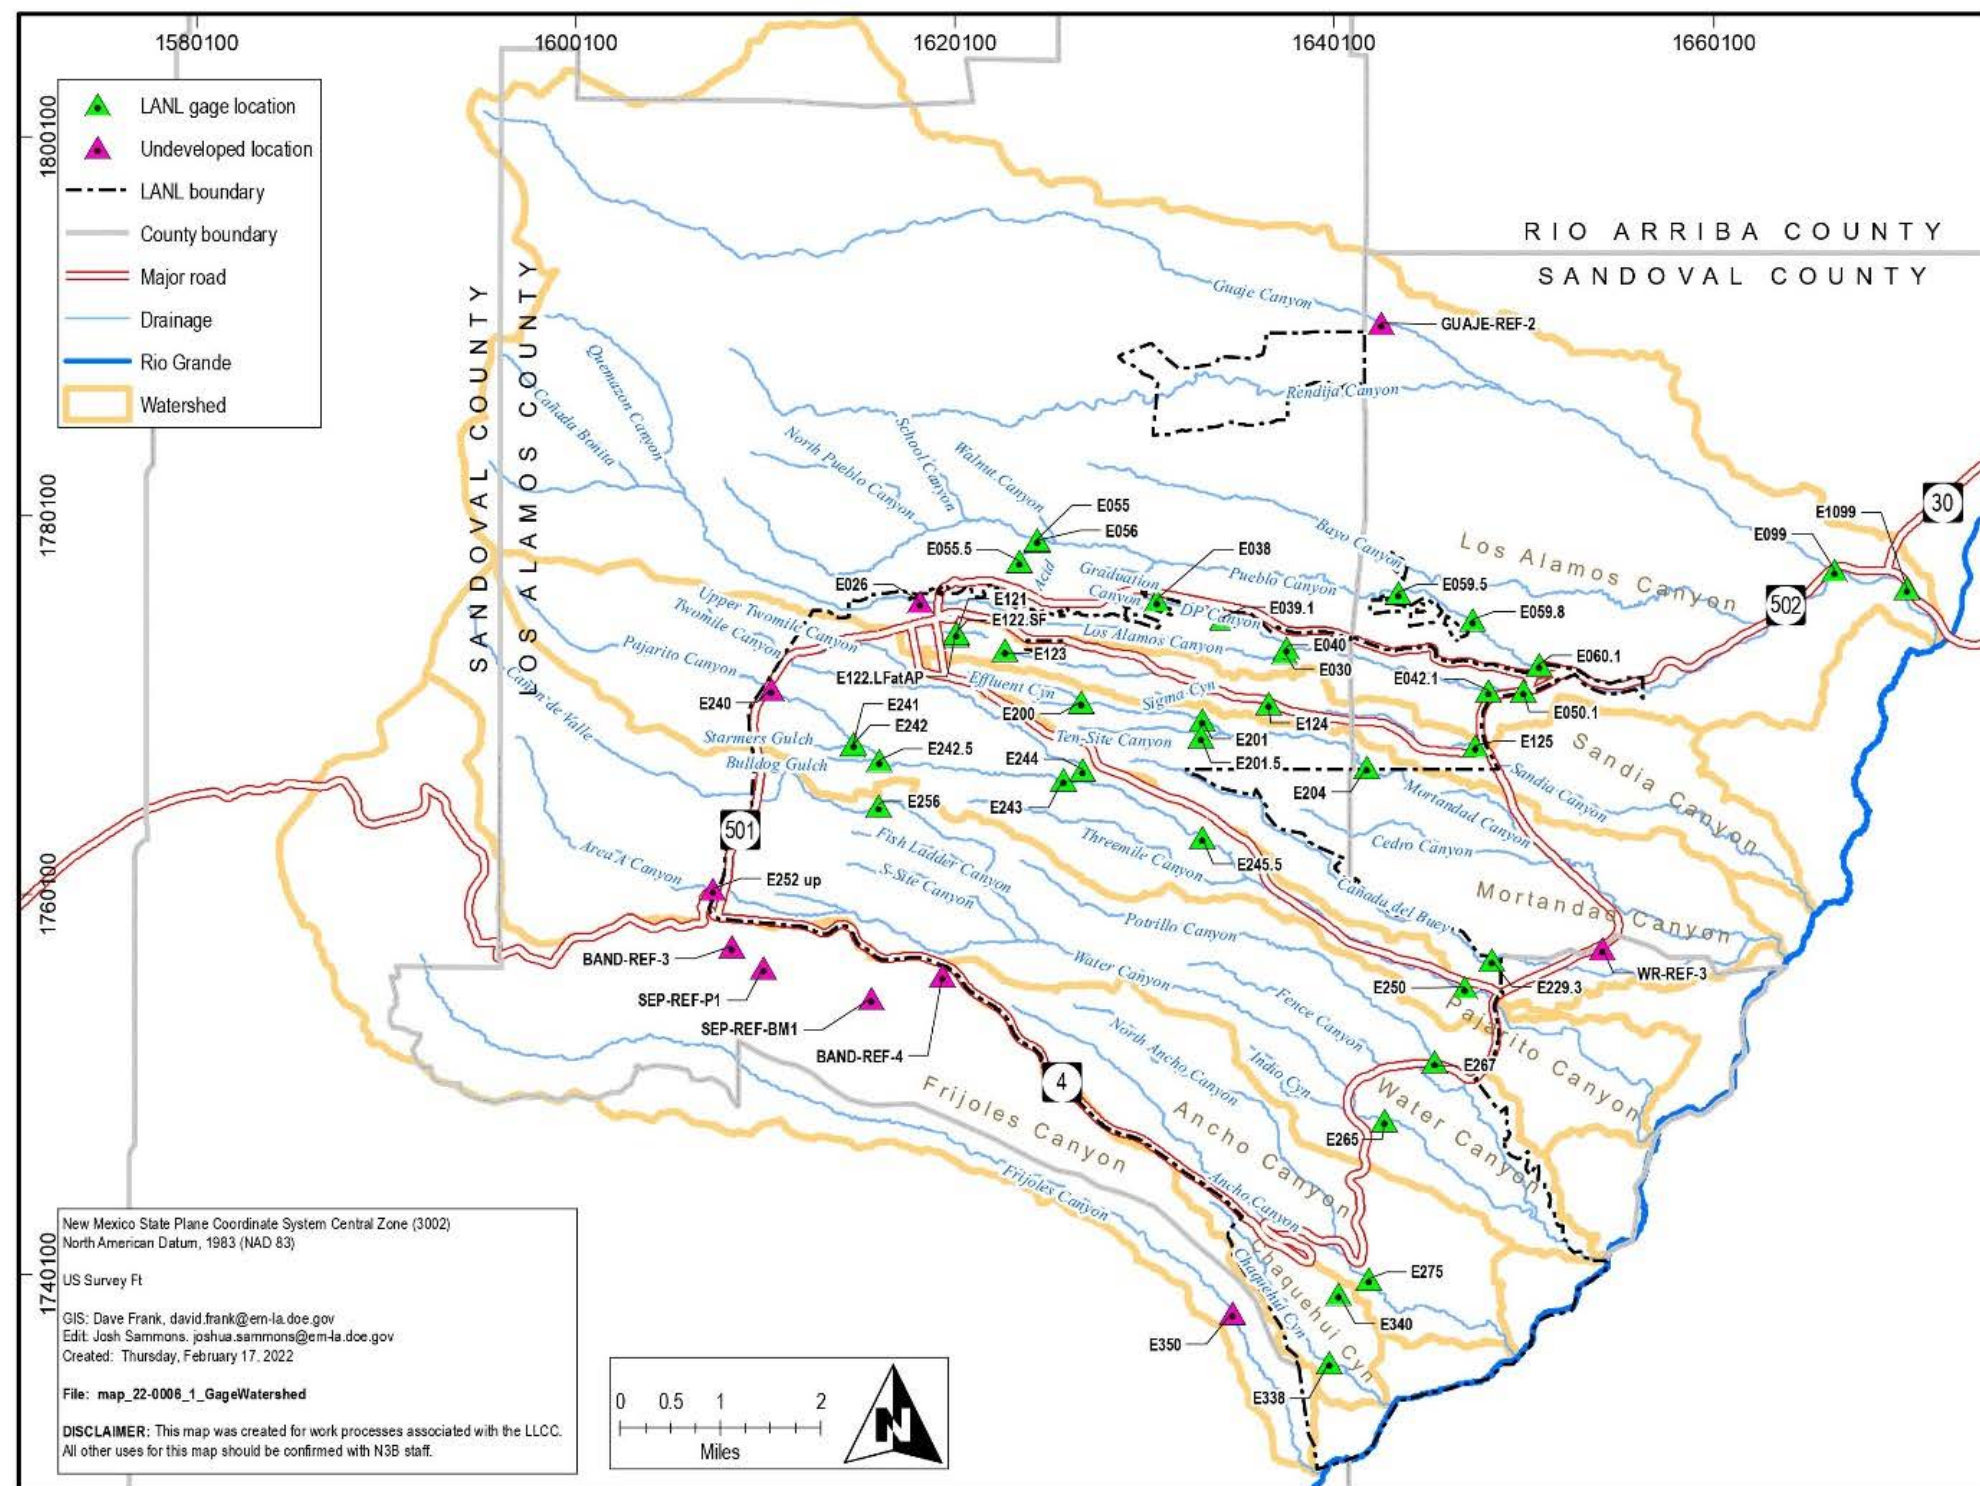 1580100
1600100
1620100
1640100
1660100
1800100
1780100
1760100
1740100
LANL gage location
Undeveloped location
LANL boundary
County boundary
Major road
Drainage
Rio Grande
Watershed
RIO ARRIBA COUNTY
SANDOVAL COUNTY
SANDOVAL COUNTY
LOS ALAMOS COUNTY
Guaje Canyon
GUAJE-REF-2
Rendija Canyon
Quemazon Canyon
Cañada Bonita
North Pueblo Canyon
School Canyon
Walnut Canyon
E055
E056
E055.5
Acid
Bayo Canyon
Los Alamos Canyon
E099
E1099
30
502
E026
E121
E122.SF
E123
E122.LFatAP
E038
Graduation Canyon
Pueblo Canyon
DP Canyon
E039.1
E059.5
E059.8
Upper Twomile Canyon
Twomile Canyon
Pajarito Canyon
Cañon de Valle
Los Alamos Canyon
E040
E030
E060.1
E042.1
E050.1
E240
E241
E242
E242.5
Effluent Cyn
E200
Sigma Cyn
E124
E125
E201
E201.5
Ten-Site Canyon
Starmers Gulch
Bulldog Gulch
E244
E243
E204
Sandia Canyon
Sandia Canyon
Mortandad Canyon
Cedro Canyon
Mortandad Canyon
E256
501
Fish Ladder Canyon
S-Site Canyon
Threemile Canyon
E245.5
Cañada del Buey
Area A Canyon
E252 up
BAND-REF-3
SEP-REF-P1
SEP-REF-BM1
BAND-REF-4
Potrillo Canyon
Water Canyon
Fence Canyon
E250
E229.3
WR-REF-3
Pajarito Canyon
North Ancho Canyon
Indio Cyn
E267
E265
Water Canyon
4
Frijoles Canyon
Frijoles Canyon
Ancho Canyon
Ancho Canyon
Chaquehui Cyn
Chaquehui Cyn
E275
E340
E350
E338
New Mexico State Plane Coordinate System Central Zone (3002)
North American Datum, 1983 (NAD 83)
US Survey Ft
GIS: Dave Frank, david.frank@em-la.doe.gov
Edit: Josh Sammons. joshua.sammons@em-la.doe.gov
Created: Thursday, February 17, 2022
File: map_22-0006_1_GageWatershed
DISCLAIMER: This map was created for work processes associated with the LLCC.
All other uses for this map should be confirmed with N3B staff.
0 0.5 1 2
Miles
N